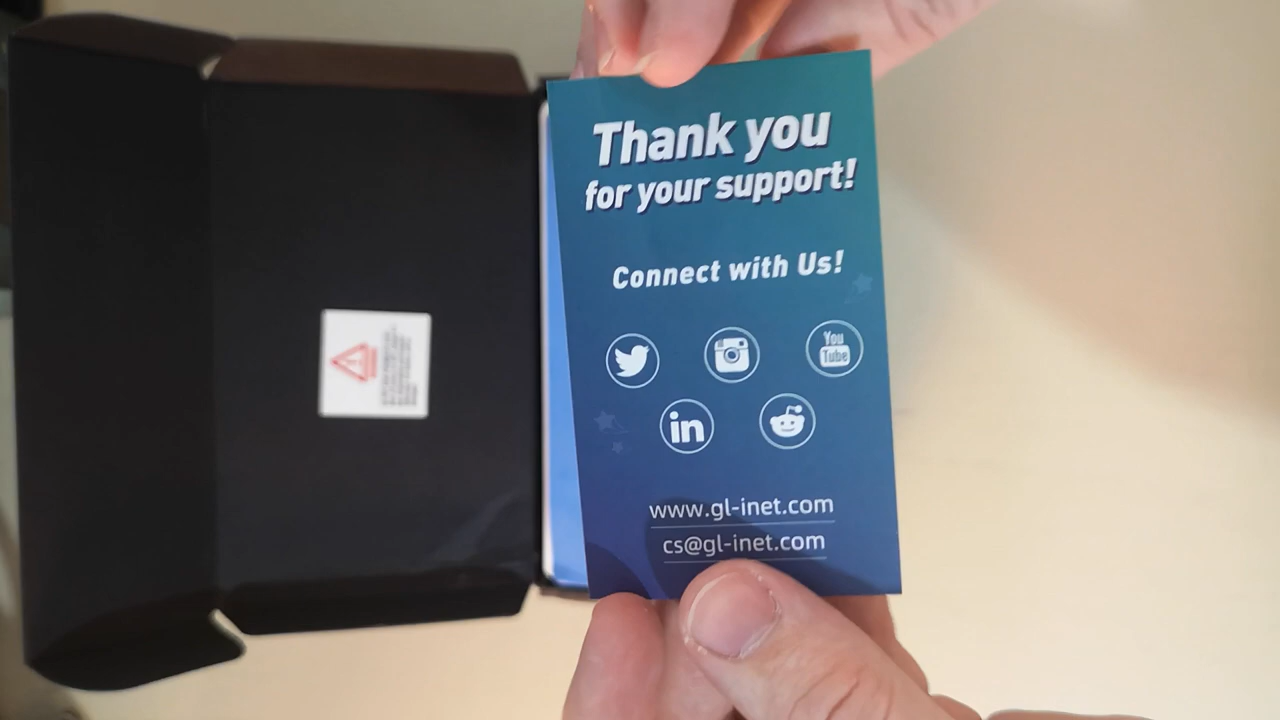 Thank you
for your support!
Connect with Us!
You
Tube
in
www.gl-inet.com
cs@gl-inet.com